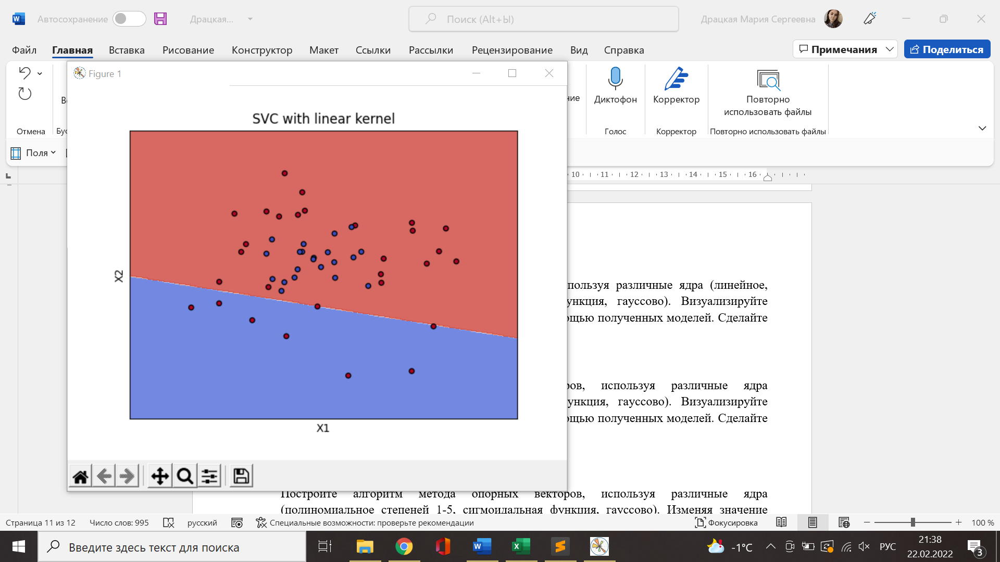 Автосохранение
Драцкая...
Поиск (Alt+Ы)
Драцкая Мария Сергеевна
Файл Главная Вставка Рисование Конструктор Макет Ссылки Рассылки Рецензирование Вид Справка
Примечания
Поделиться
Figure 1
Диктофон
Корректор
Повторно
использовать файлы
Отмена
Голос
Корректор
Повторно использовать файлы
Поля
SVC with linear kernel
X2
X1
10 11 12 13 14 15 16
пользуя различные ядра (линейное,
ункция, гауссово). Визуализируйте
ощью полученных моделей. Сделайте
ров, используя различные ядра
ункция, гауссово). Визуализируйте
ощью полученных моделей. Сделайте
Постройте алгоритм метода опорных векторов, используя различные ядра
(полиномиальное степеней 1-5, сигмоидальная функция, гауссово). Изменяя значение
Страница 11 из 12 Число слов: 995 русский Специальные возможности: проверьте рекомендации Фокусировка 100 %
Введите здесь текст для поиска
-1°C
РУС
21:38
22.02.2022
3